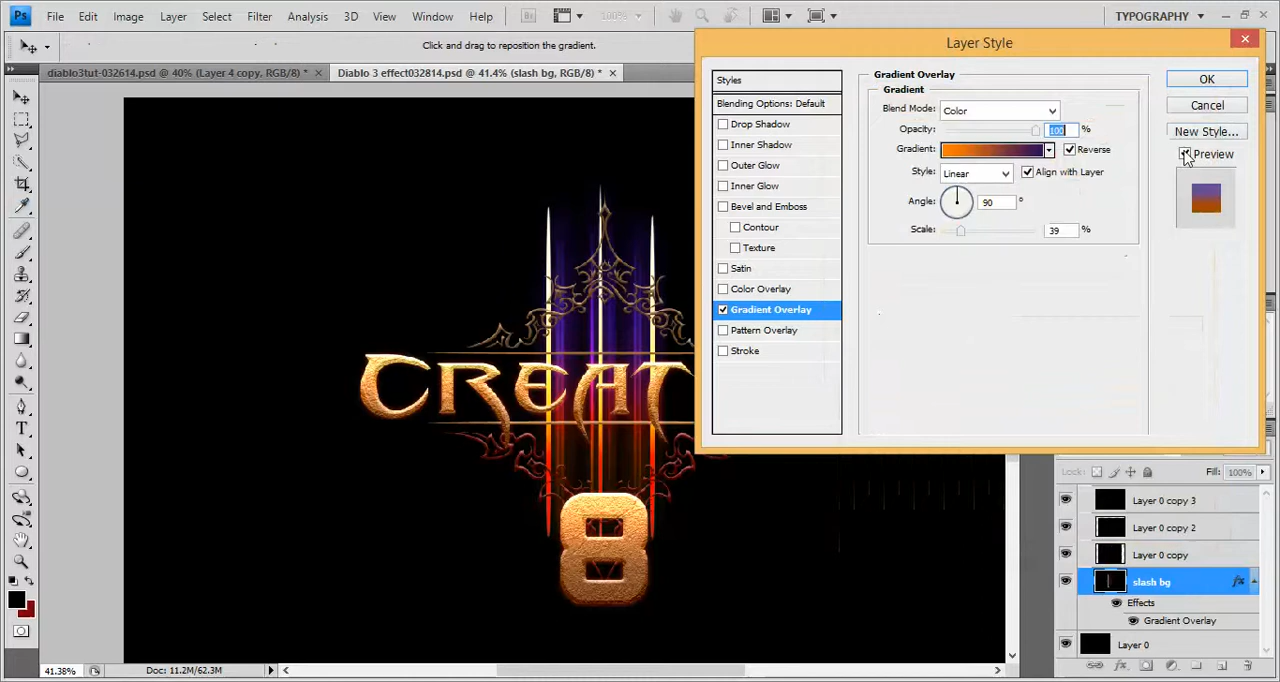 Ps File Edit Image Layer Select Filter Analysis 3D View Window Help Br 100% TYPOGRAPHY
Click and drag to reposition the gradient.
diablo3tut-032614.psd @ 40% (Layer 4 copy, RGB/8) * × Diablo 3 effect032814.psd @ 41.4% (slash bg, RGB/8) * ×
Layer Style
Styles
Blending Options: Default
Drop Shadow
Inner Shadow
Outer Glow
Inner Glow
Bevel and Emboss
Contour
Texture
Satin
Color Overlay
Gradient Overlay
Pattern Overlay
Stroke
Gradient Overlay
Gradient
Blend Mode: Color
Opacity: 100 %
Gradient: Reverse
Style: Linear Align with Layer
Angle: 90 °
Scale: 39 %
OK
Cancel
New Style...
Preview
CREAT
8
Lock: Fill: 100%
Layer 0 copy 3
Layer 0 copy 2
Layer 0 copy
slash bg fx
Effects
Gradient Overlay
Layer 0
41.38% Doc: 11.2M/62.3M